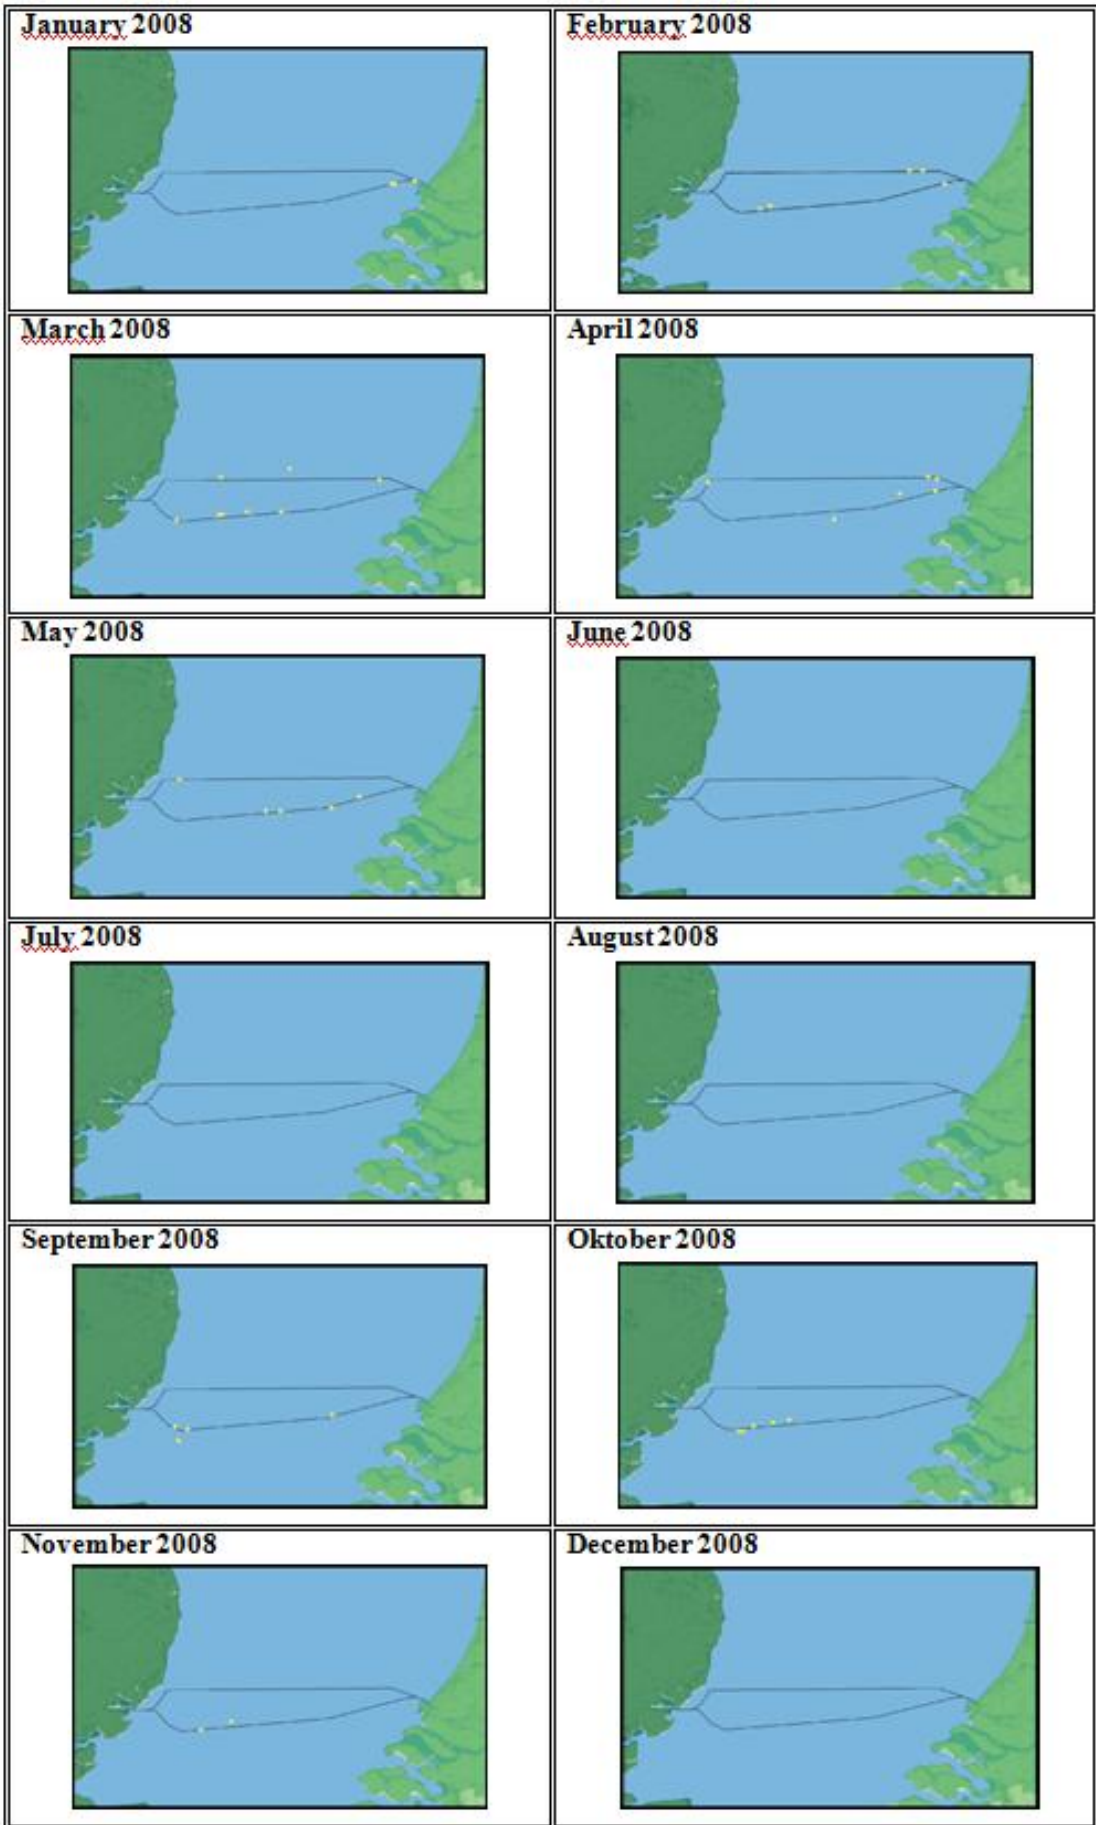 January 2008
February 2008
March 2008
April 2008
May 2008
June 2008
July 2008
August 2008
September 2008
Oktober 2008
November 2008
December 2008